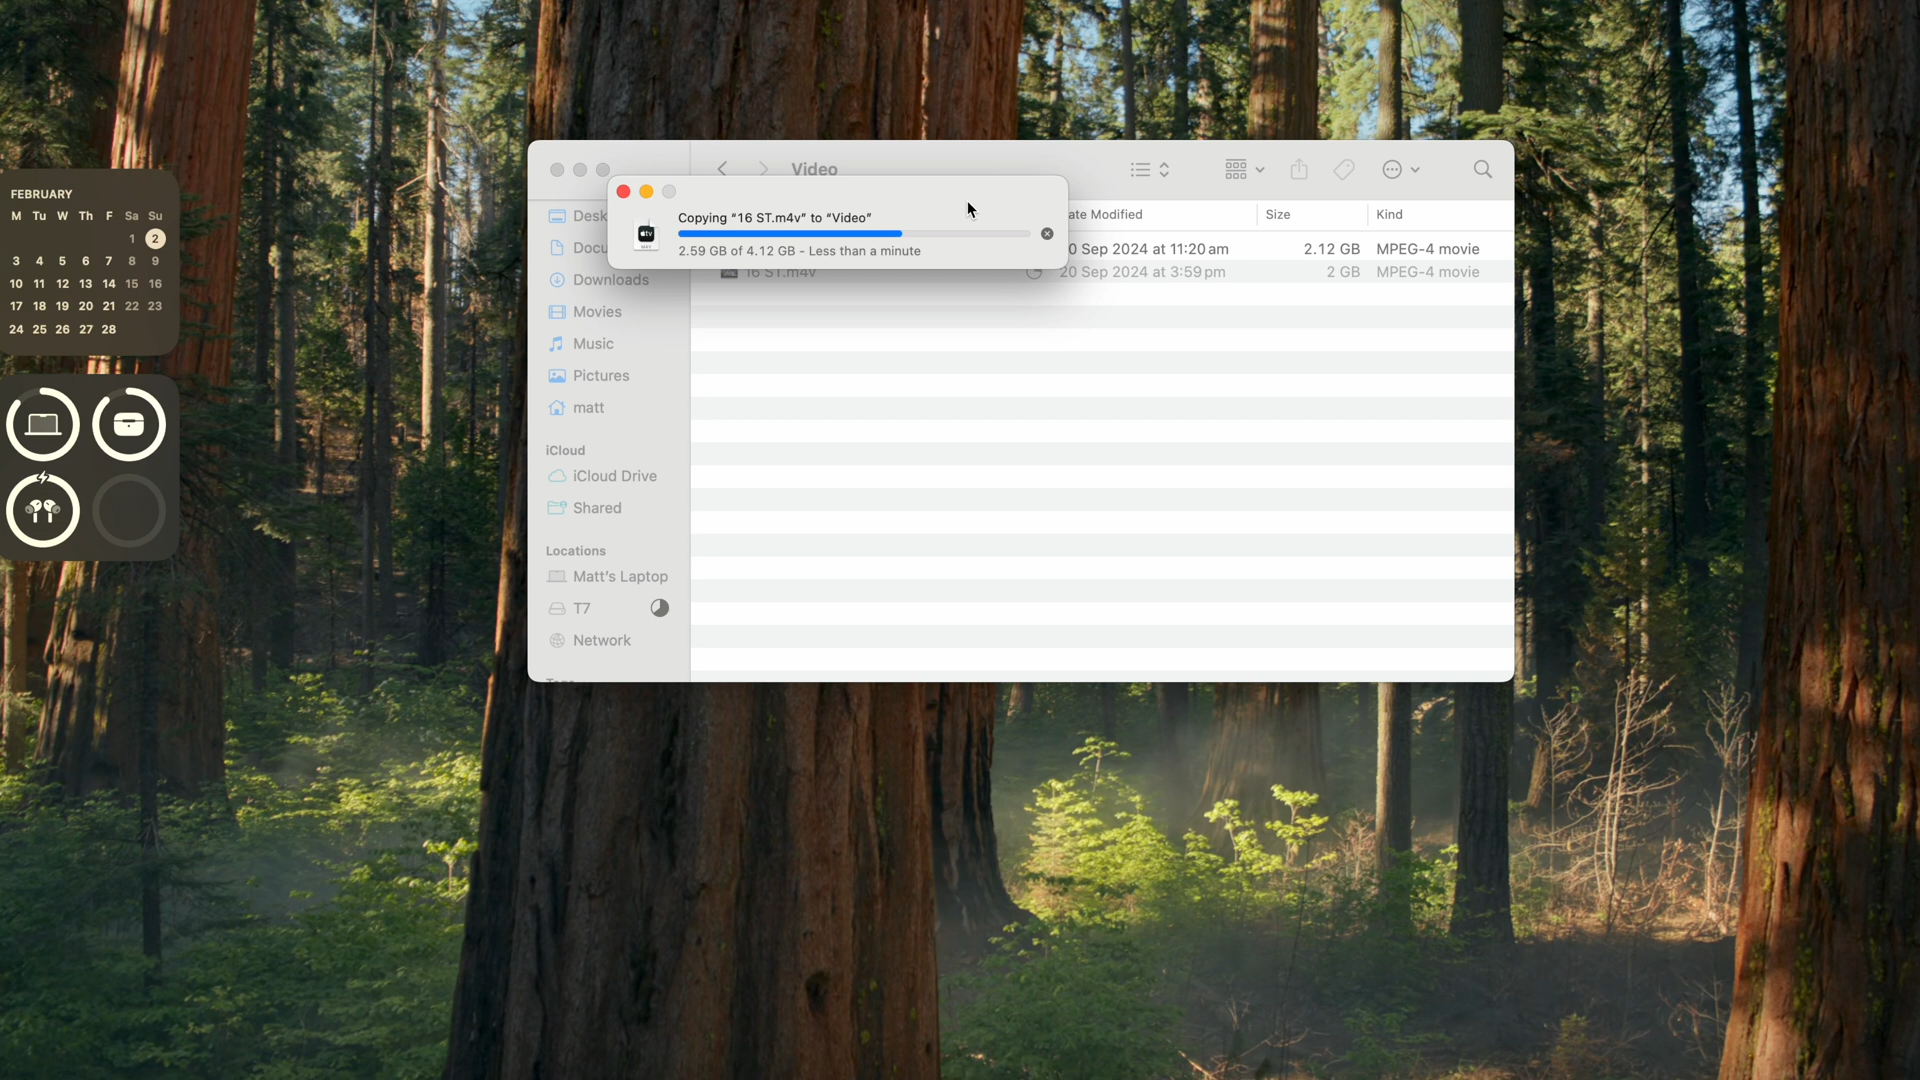 FEBRUARY
M Tu W Th F Sa Su
1 2
3 4 5 6 7 8 9
10 11 12 13 14 15 16
17 18 19 20 21 22 23
24 25 26 27 28
Video
Copying “16 ST.m4v” to “Video”
2.59 GB of 4.12 GB - Less than a minute
ate Modified Size Kind
0 Sep 2024 at 11:20 am 2.12 GB MPEG-4 movie
16 ST.m4v 20 Sep 2024 at 3:59 pm 2 GB MPEG-4 movie
Desk
Docu
Downloads
Movies
Music
Pictures
matt
iCloud
iCloud Drive
Shared
Locations
Matt’s Laptop
T7
Network